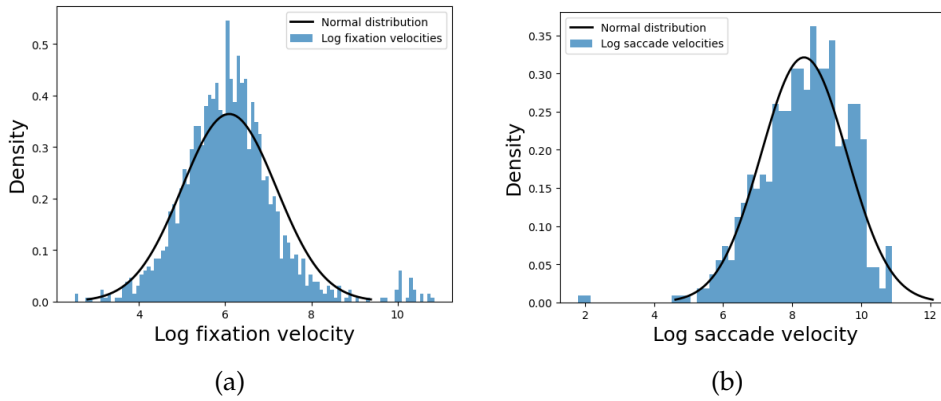 Normal distribution
Log fixation velocities
Density
0.5
0.4
0.3
0.2
0.1
0.0
4
6
8
10
Log fixation velocity
(a)
Normal distribution
Log saccade velocities
Density
0.35
0.30
0.25
0.20
0.15
0.10
0.05
0.00
2
4
6
8
10
12
Log saccade velocity
(b)